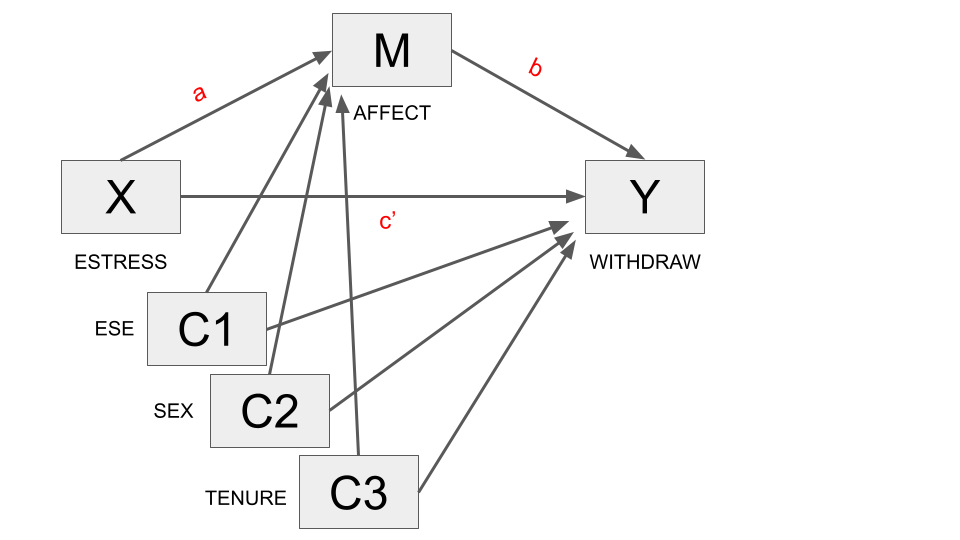 M
a
b
AFFECT
X
Y
c’
ESTRESS
WITHDRAW
ESE
C1
SEX
C2
TENURE
C3